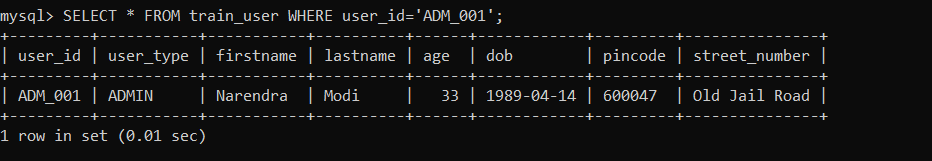 mysql> SELECT * FROM train_user WHERE user_id='ADM_001';
+---------+-----------+-----------+----------+------+------------+---------+---------------+
| user_id | user_type | firstname | lastname | age  | dob        | pincode | street_number |
+---------+-----------+-----------+----------+------+------------+---------+---------------+
| ADM_001 | ADMIN     | Narendra  | Modi     |   33 | 1989-04-14 | 600047  | Old Jail Road |
+---------+-----------+-----------+----------+------+------------+---------+---------------+
1 row in set (0.01 sec)